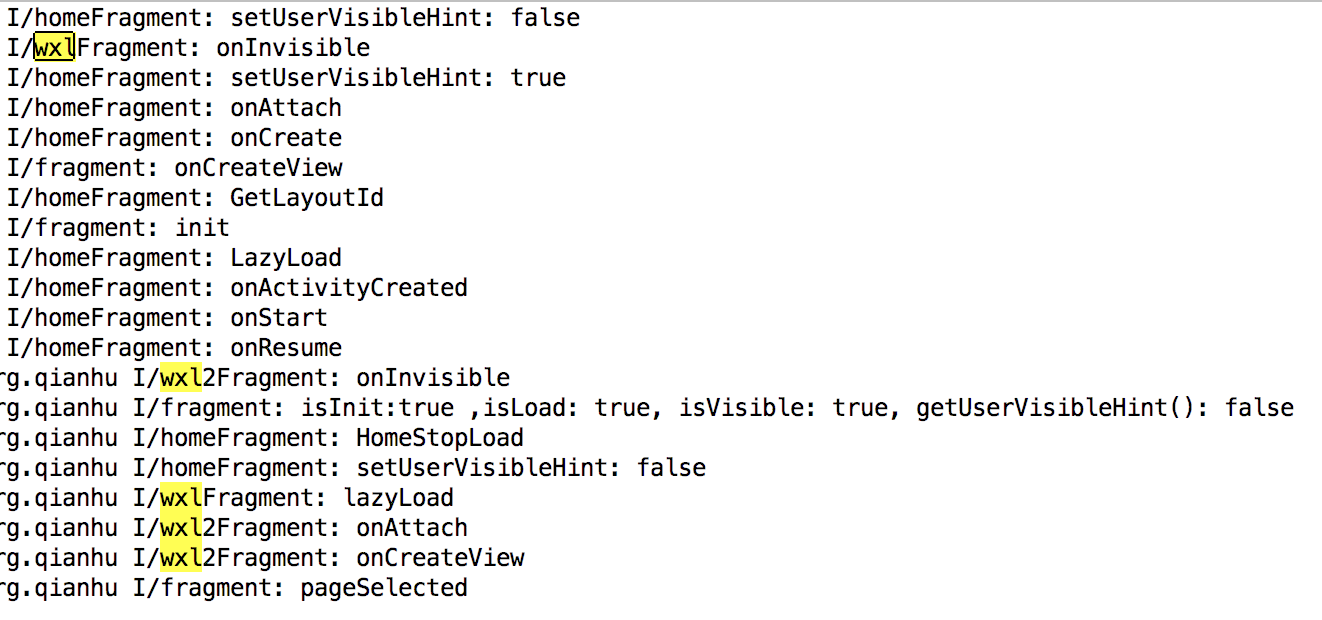 I/homeFragment: setUserVisibleHint: false
I/wxlFragment: onInvisible
I/homeFragment: setUserVisibleHint: true
I/homeFragment: onAttach
I/homeFragment: onCreate
I/fragment: onCreateView
I/homeFragment: GetLayoutId
I/fragment: init
I/homeFragment: LazyLoad
I/homeFragment: onActivityCreated
I/homeFragment: onStart
I/homeFragment: onResume
rg.qianhu I/wxl2Fragment: onInvisible
rg.qianhu I/fragment: isInit:true ,isLoad: true, isVisible: true, getUserVisibleHint(): false
rg.qianhu I/homeFragment: HomeStopLoad
rg.qianhu I/homeFragment: setUserVisibleHint: false
rg.qianhu I/wxlFragment: lazyLoad
rg.qianhu I/wxl2Fragment: onAttach
rg.qianhu I/wxl2Fragment: onCreateView
rg.qianhu I/fragment: pageSelected